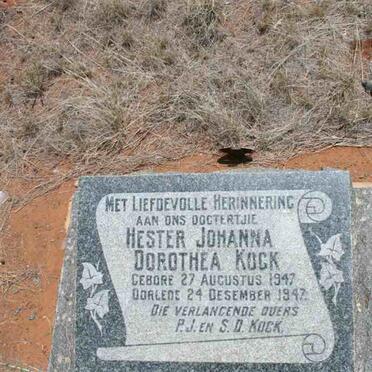 MET LIEFDEVOLLE HERINNERING
AAN ONS DOGTERTJIE
HESTER JOHANNA
DOROTHEA KOCK
GEBORE 27 AUGUSTUS 1947
OORLEDE 24 DESEMBER 1947.
DIE VERLANGENDE OUERS
P.J. EN S.D. KOCK.